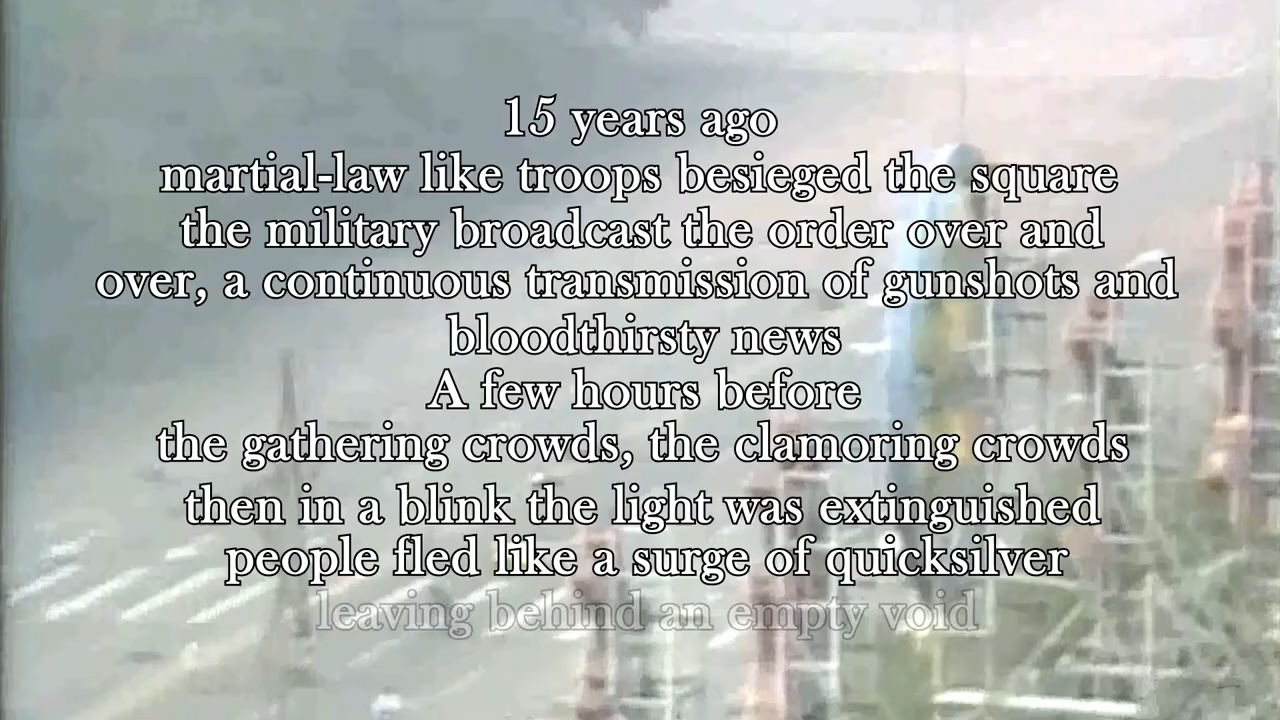 15 years ago
martial-law like troops besieged the square
the military broadcast the order over and
over, a continuous transmission of gunshots and
bloodthirsty news
A few hours before
the gathering crowds, the clamoring crowds
then in a blink the light was extinguished
people fled like a surge of quicksilver
leaving behind an empty void